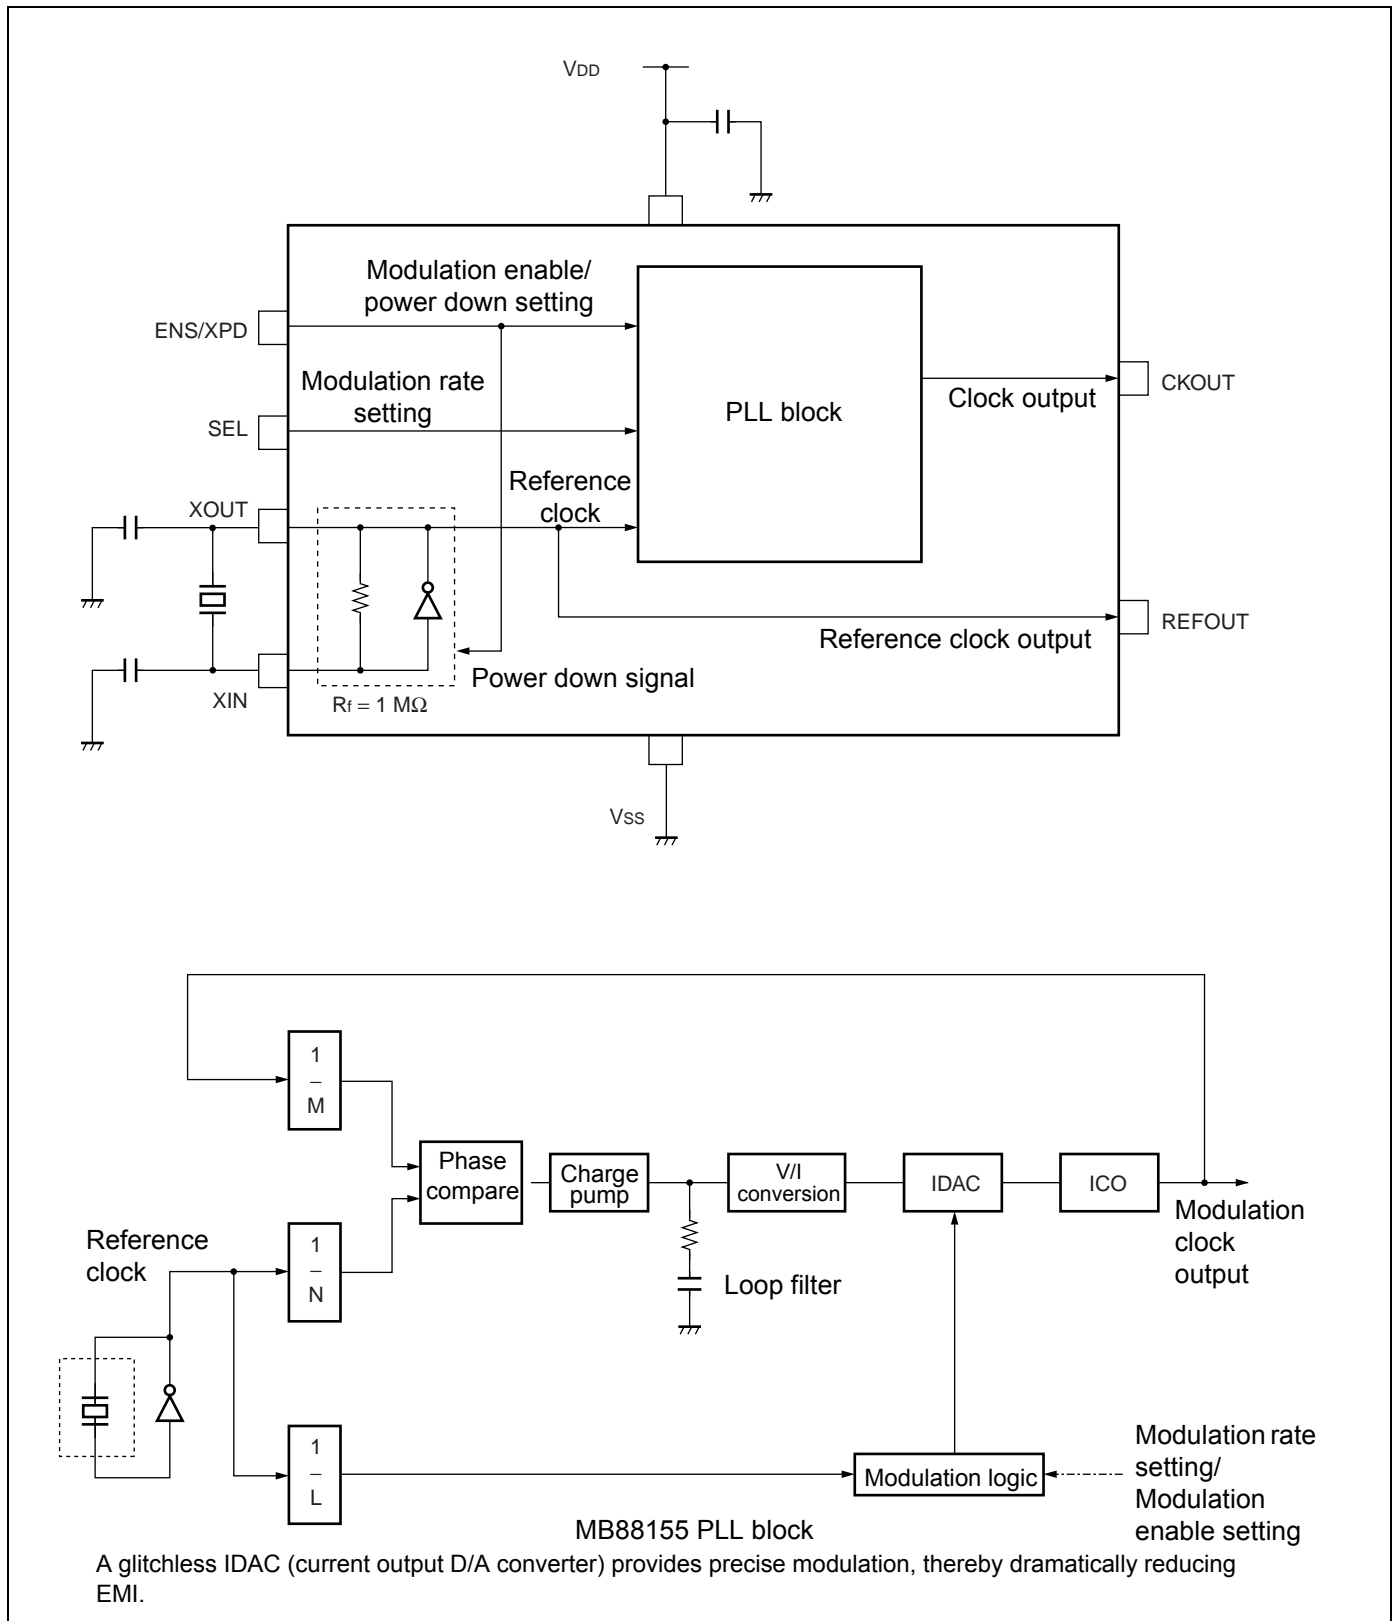 VDD
Modulation enable/
power down setting
ENS/XPD
Modulation rate
setting
SEL
PLL block
Clock output
CKOUT
Reference
clock
XOUT
Reference clock output
REFOUT
Power down signal
XIN
Rf = 1 MΩ
VSS
1
M
Phase
compare
Charge
pump
V/I
conversion
IDAC
ICO
Modulation
clock
output
Reference
clock
1
N
Loop filter
1
L
Modulation logic
Modulation rate
setting/
Modulation
enable setting
MB88155 PLL block
A glitchless IDAC (current output D/A converter) provides precise modulation, thereby dramatically reducing
EMI.